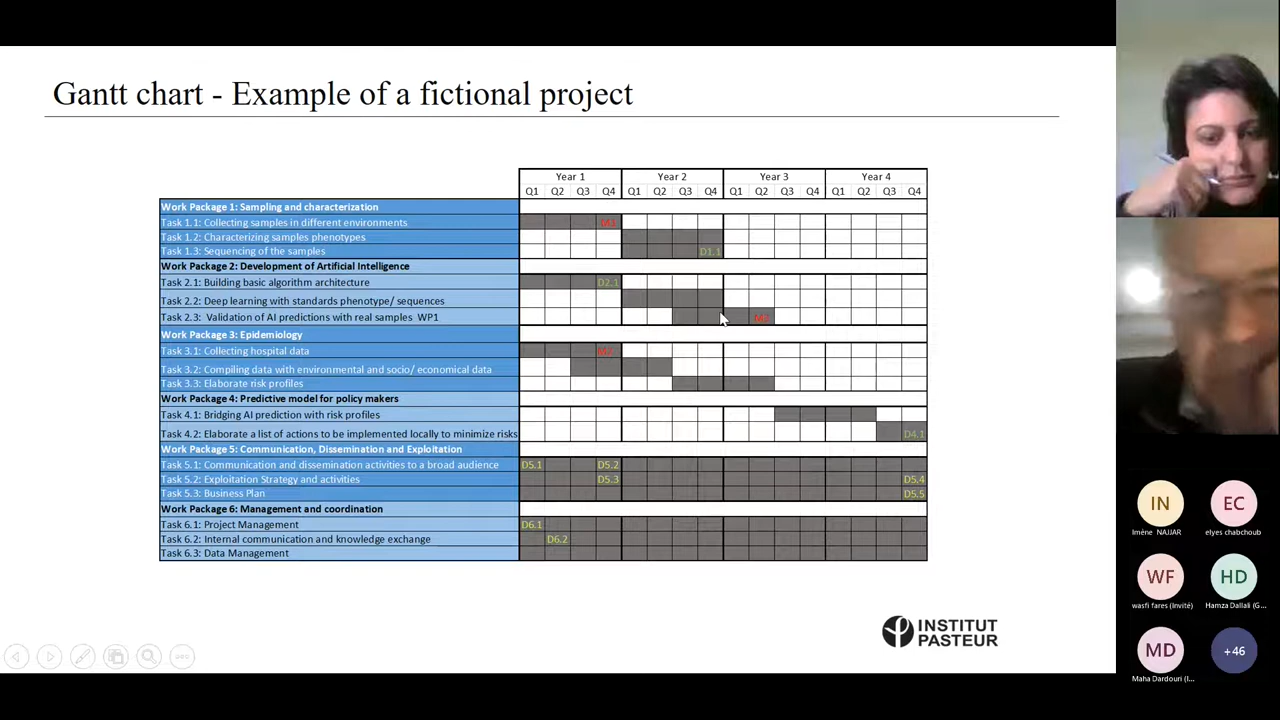 Gantt chart - Example of a fictional project
Year 1 Year 2 Year 3 Year 4
Q1 Q2 Q3 Q4 Q1 Q2 Q3 Q4 Q1 Q2 Q3 Q4 Q1 Q2 Q3 Q4
Work Package 1: Sampling and characterization
Task 1.1: Collecting samples in different environments
Task 1.2: Characterizing samples phenotypes
Task 1.3: Sequencing of the samples D1.1
Work Package 2: Development of Artificial Intelligence
Task 2.1: Building basic algorithm architecture D2.1
Task 2.2: Deep learning with standards phenotype/ sequences
Task 2.3: Validation of AI predictions with real samples WP1
Work Package 3: Epidemiology
Task 3.1: Collecting hospital data
Task 3.2: Compiling data with environmental and socio/ economical data
Task 3.3: Elaborate risk profiles
Work Package 4: Predictive model for policy makers
Task 4.1: Bridging AI prediction with risk profiles
Task 4.2: Elaborate a list of actions to be implemented locally to minimize risks D4.1
Work Package 5: Communication, Dissemination and Exploitation
Task 5.1: Communication and dissemination activities to a broad audience D5.1 D5.2
Task 5.2: Exploitation Strategy and activities D5.3 D5.4
Task 5.3: Business Plan D5.5
Work Package 6: Management and coordination
Task 6.1: Project Management D6.1
Task 6.2: Internal communication and knowledge exchange D6.2
Task 6.3: Data Management
INSTITUT
PASTEUR
IN EC
Imène NAJJAR elyes chabchoub
WF HD
wasfi fares (Invité) Hamza Dallali (G...
MD +46
Maha Dardouri (I...